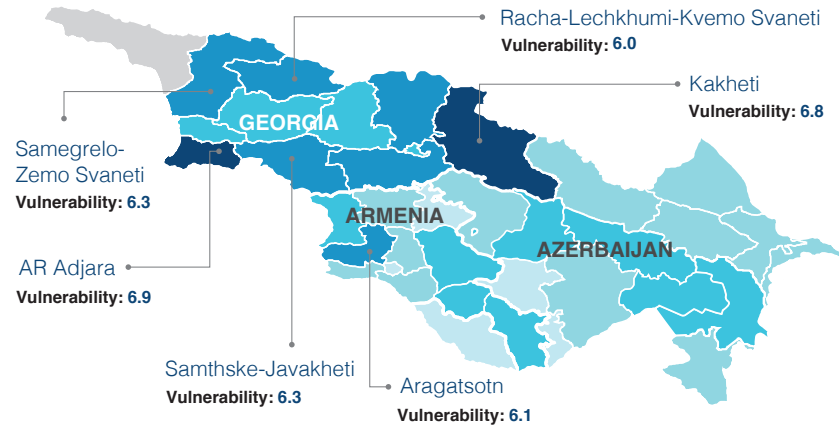 Racha-Lechkhumi-Kvemo Svaneti
Vulnerability: 6.0
Kakheti
Vulnerability: 6.8
GEORGIA
Samegrelo-
Zemo Svaneti
Vulnerability: 6.3
ARMENIA
AZERBAIJAN
AR Adjara
Vulnerability: 6.9
Samthske-Javakheti
Vulnerability: 6.3
Aragatsotn
Vulnerability: 6.1